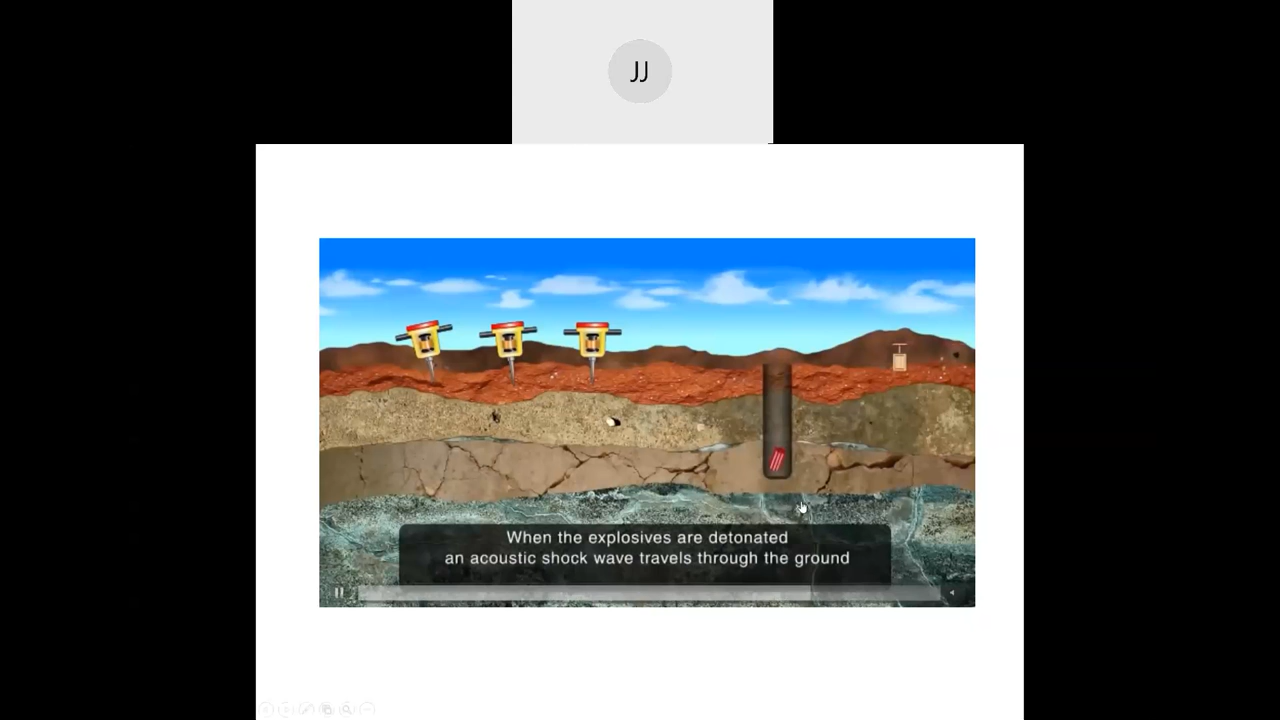 JJ
When the explosives are detonated
an acoustic shock wave travels through the ground